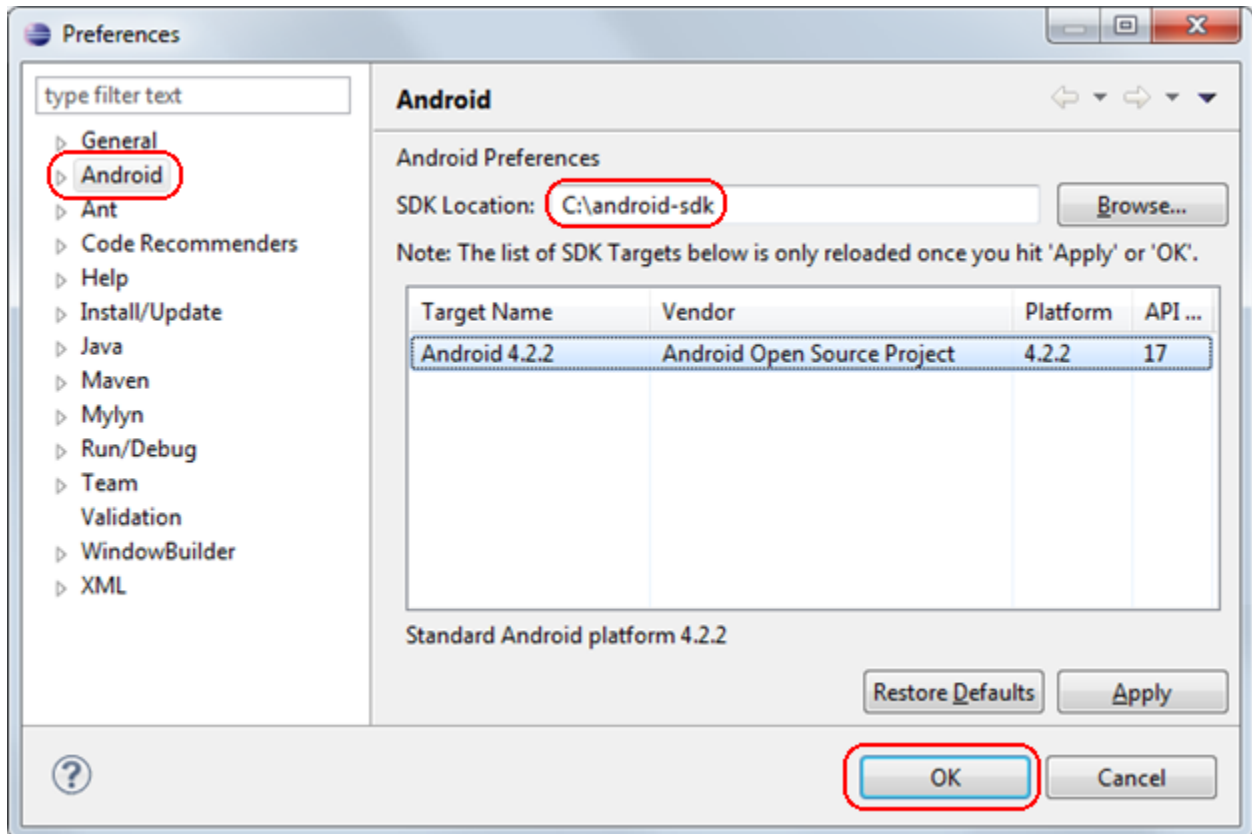 Preferences
type filter text
General
Android
Ant
Code Recommenders
Help
Install/Update
Java
Maven
Mylyn
Run/Debug
Team
Validation
WindowBuilder
XML
Android
Android Preferences
SDK Location: C:\android-sdk Browse...
Note: The list of SDK Targets below is only reloaded once you hit 'Apply' or 'OK'.
Target Name Vendor Platform API ...
Android 4.2.2 Android Open Source Project 4.2.2 17
Standard Android platform 4.2.2
Restore Defaults Apply
? OK Cancel